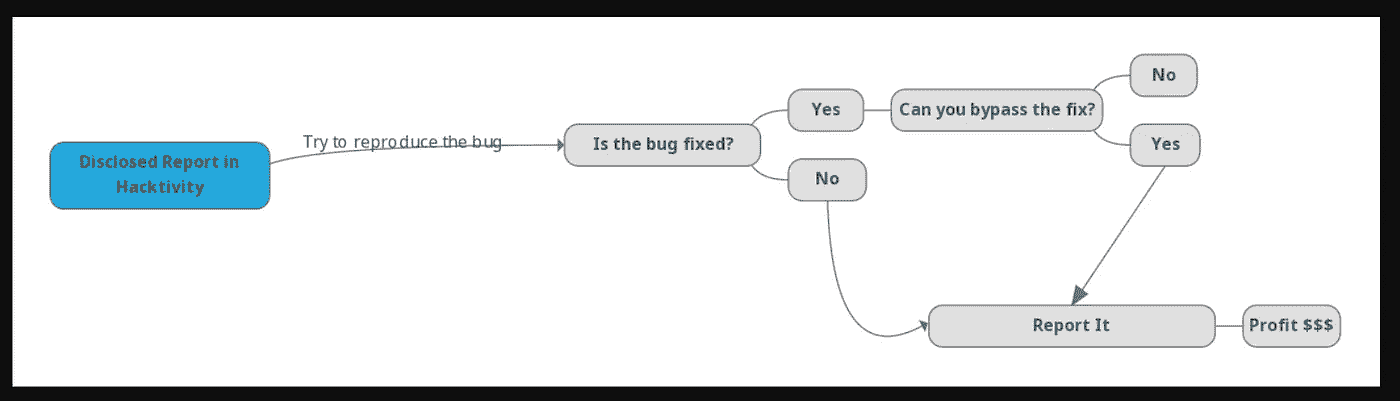 Disclosed Report in
Hacktivity
Try to reproduce the bug
Is the bug fixed?
Yes
Can you bypass the fix?
No
Yes
No
Report It
Profit $$$